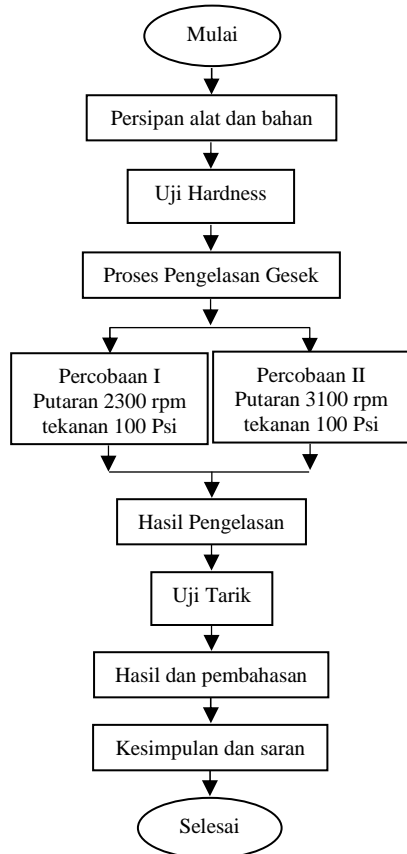 Mulai
Persipan alat dan bahan
Uji Hardness
Proses Pengelasan Gesek
Percobaan I
Putaran 2300 rpm
tekanan 100 Psi
Percobaan II
Putaran 3100 rpm
tekanan 100 Psi
Hasil Pengelasan
Uji Tarik
Hasil dan pembahasan
Kesimpulan dan saran
Selesai